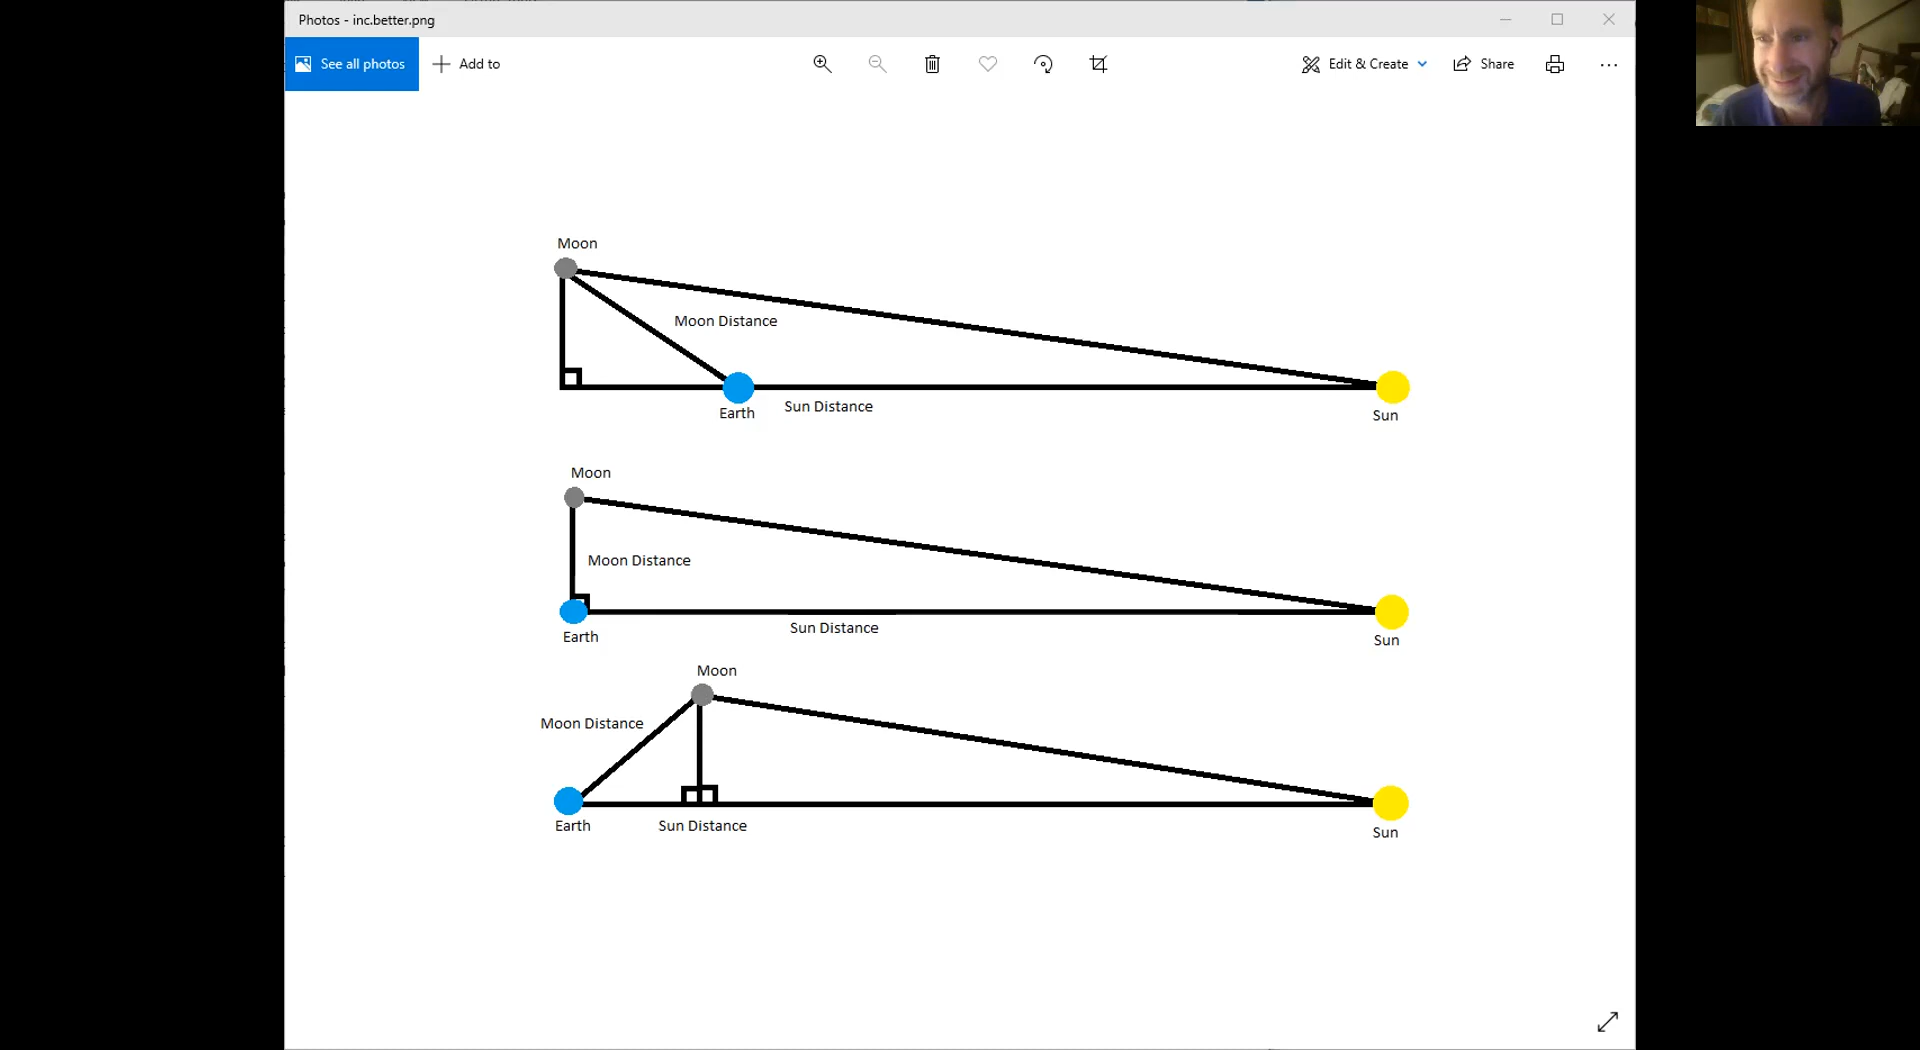 Photos - inc.better.png
See all photos
Add to
Edit & Create
Share
Moon
Moon Distance
Earth
Sun Distance
Sun
Moon
Moon Distance
Earth
Sun Distance
Sun
Moon
Moon Distance
Earth
Sun Distance
Sun